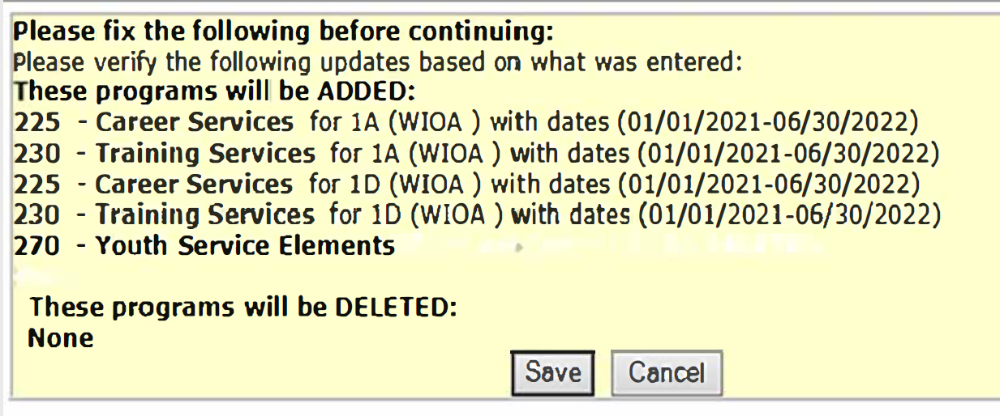 Please fix the following before continuing:
Please verify the following updates based on what was entered:
These programs will be ADDED:
225 - Career Services for 1A (WIOA ) with dates (01/01/2021-06/30/2022)
230 - Training Services for 1A (WIOA ) with dates (01/01/2021-06/30/2022)
225 - Career Services for 1D (WIOA ) with dates (01/01/2021-06/30/2022)
230 - Training Services for 1D (WIOA ) with dates (01/01/2021-06/30/2022)
270 - Youth Service Elements
These programs will be DELETED:
None
Save Cancel